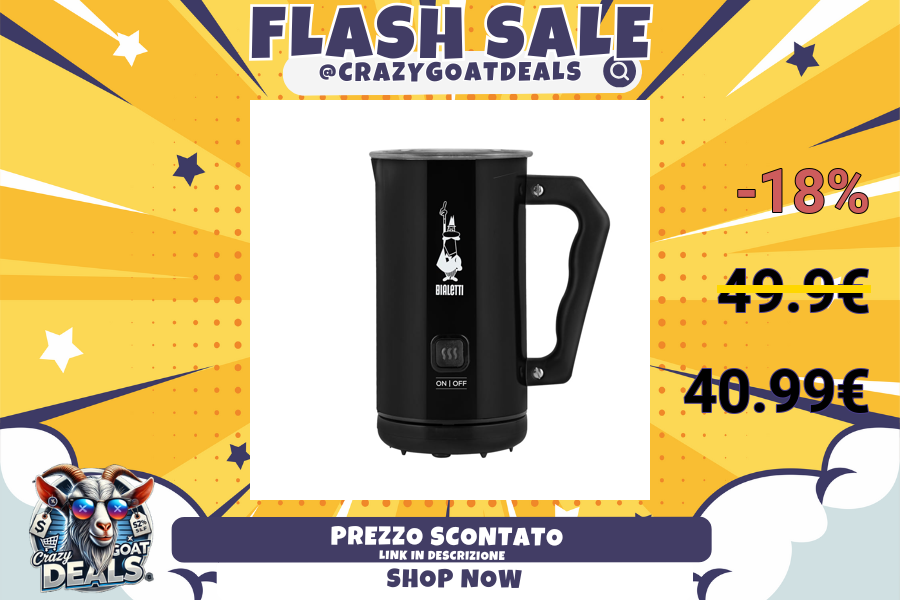 FLASH SALE
@CRAZYGOATDEALS
-18%
49.9€
40.99€
BIALETTI
ON | OFF
$
52%
Crazy
GOAT
DEALS
PREZZO SCONTATO
LINK IN DESCRIZIONE
SHOP NOW